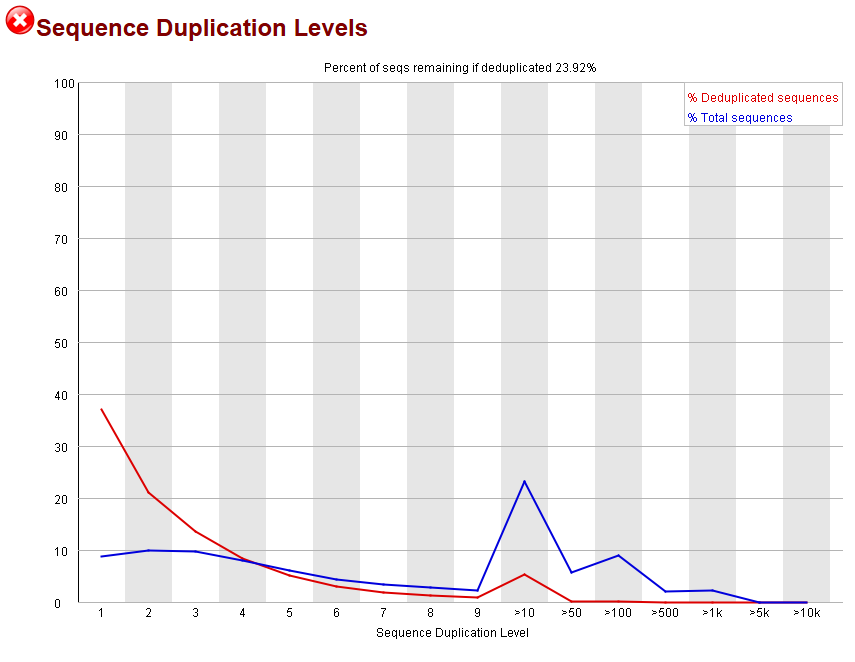 Sequence Duplication Levels
Percent of seqs remaining if deduplicated 23.92%
% Deduplicated sequences
% Total sequences
100
90
80
70
60
50
40
30
20
10
0
1 2 3 4 5 6 7 8 9 >10 >50 >100 >500 >1k >5k >10k
Sequence Duplication Level